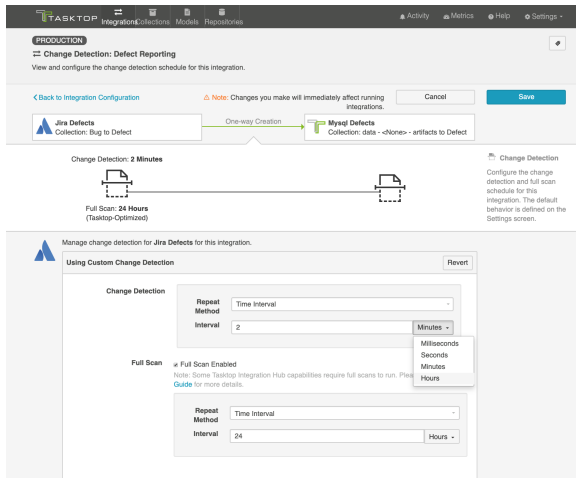 TASKTOP
Integrations
Collections
Models
Repositories
Activity
Metrics
Help
Settings
PRODUCTION
Change Detection: Defect Reporting
View and configure the change detection schedule for this integration.
Back to Integration Configuration
Note: Changes you make will immediately affect running
integrations.
Cancel
Save
Jira Defects
Collection: Bug to Defect
One-way Creation
Mysql Defects
Collection: data - <None> - artifacts to Defect
Change Detection: 2 Minutes
Full Scan: 24 Hours
(Tasktop-Optimized)
Change Detection
Configure the change
detection and full scan
schedule for this
integration. The default
behavior is defined on the
Settings screen.
Manage change detection for Jira Defects for this integration.
Using Custom Change Detection
Revert
Change Detection
Repeat
Method
Time Interval
Interval
2
Minutes
Milliseconds
Seconds
Minutes
Hours
Full Scan
Full Scan Enabled
Note: Some Tasktop Integration Hub capabilities require full scans to run.
Guide for more details.
Repeat
Method
Time Interval
Interval
24
Hours